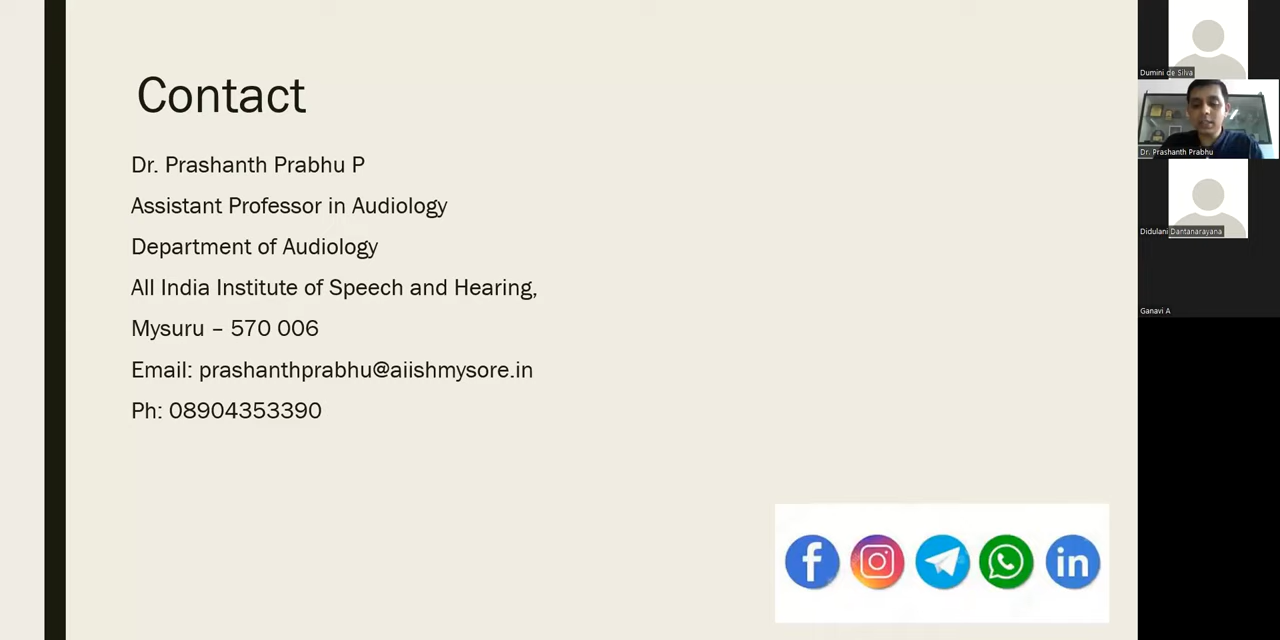 Contact
Dr. Prashanth Prabhu P
Assistant Professor in Audiology
Department of Audiology
All India Institute of Speech and Hearing,
Mysuru – 570 006
Email: prashanthprabhu@aiishmysore.in
Ph: 08904353390
f
in
Dumini de Silva
Dr. Prashanth Prabhu
Didulani Dantanarayana
Ganavi A